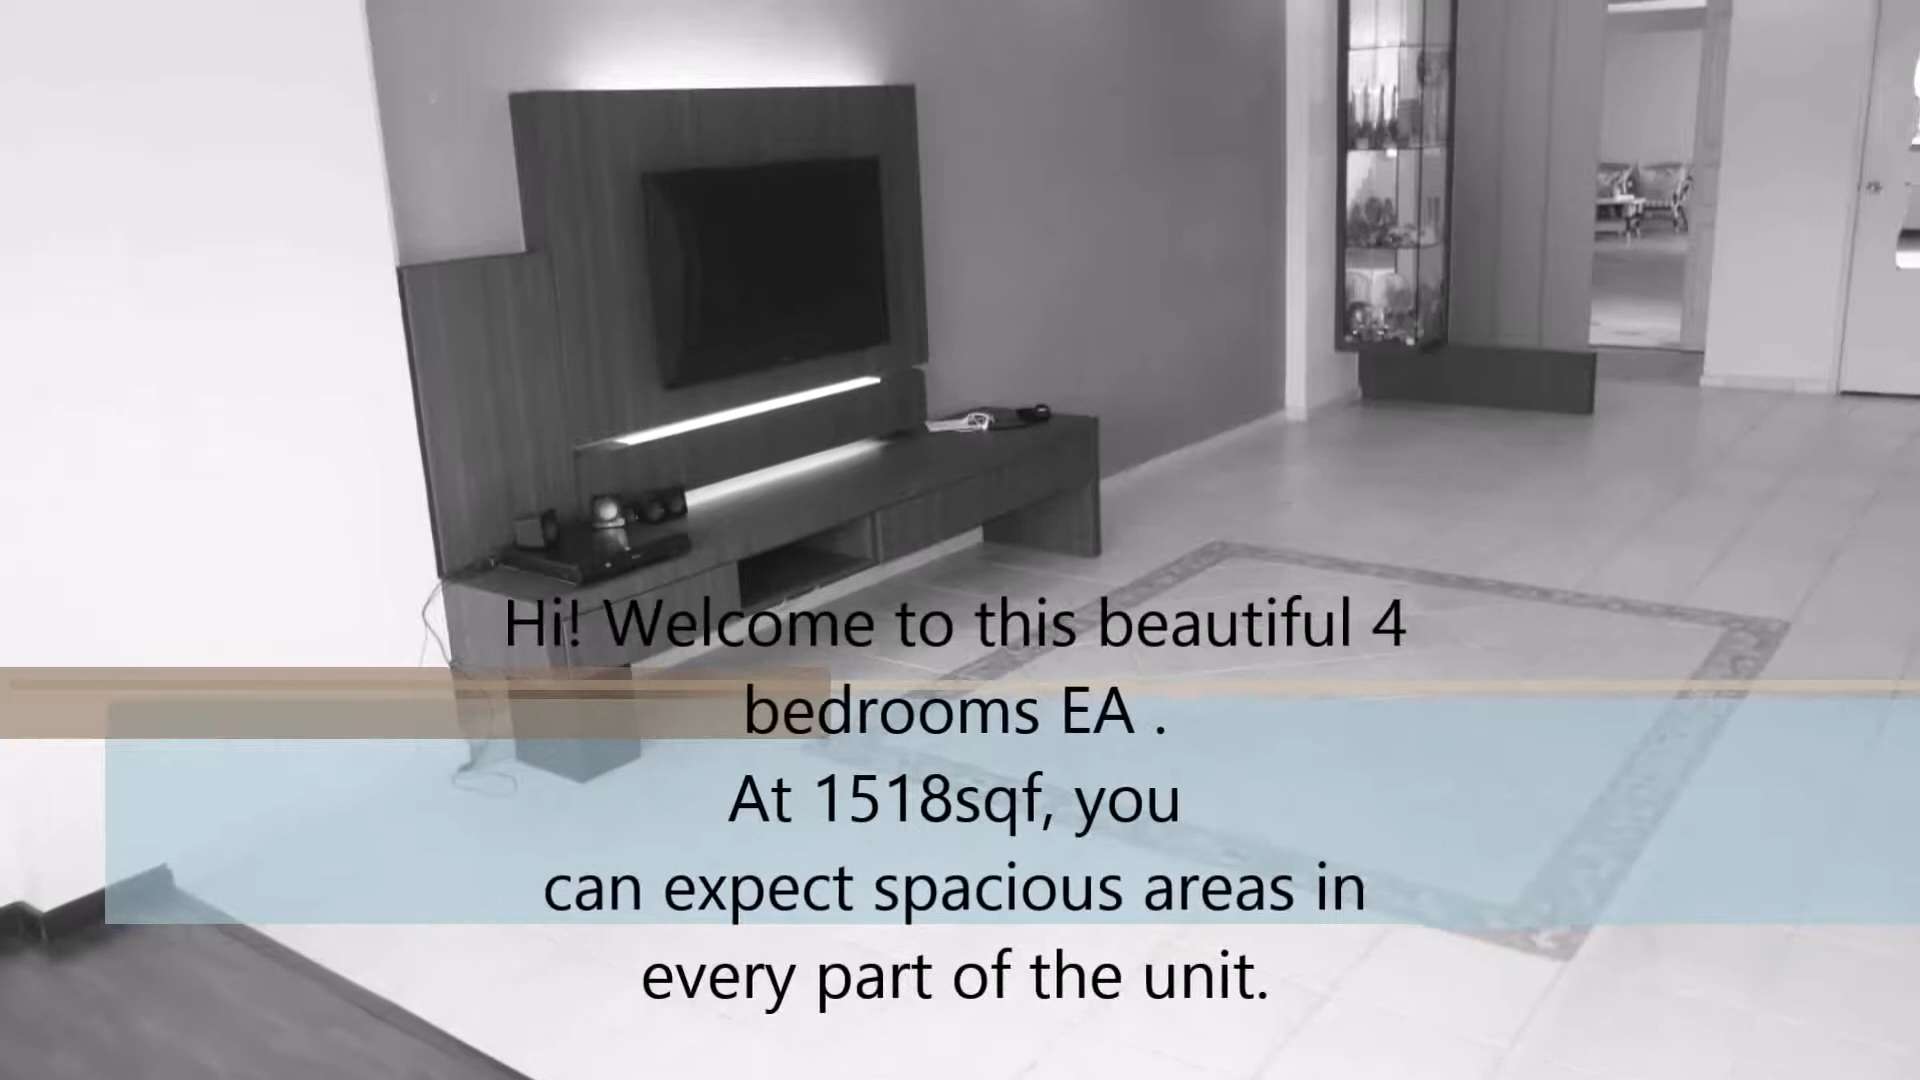 Hi! Welcome to this beautiful 4
bedrooms EA .
At 1518sqf, you
can expect spacious areas in
every part of the unit.